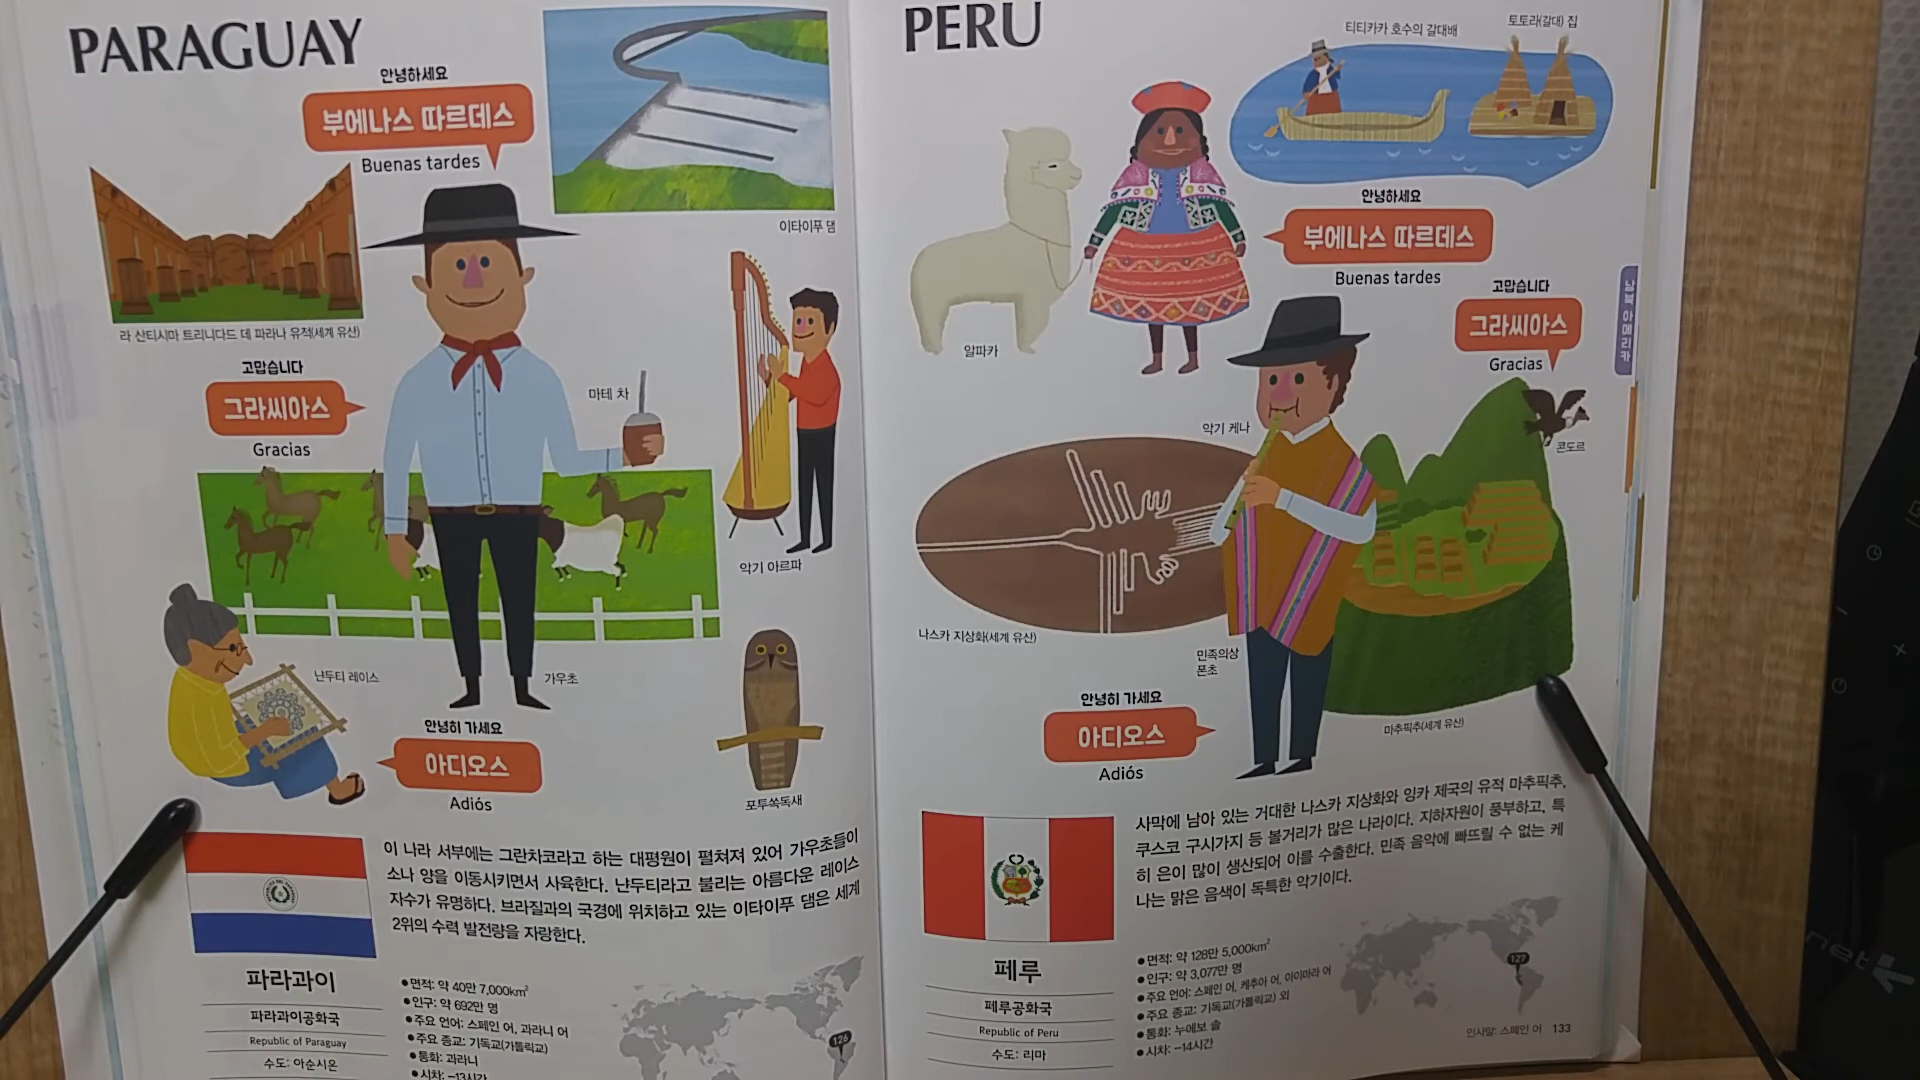 PARAGUAY
안녕하세요
부에나스 따르데스
Buenas tardes
이타이푸 댐
라 산티시마 트리니다드 데 파라나 유적(세계 유산)
고맙습니다
그라씨아스
Gracias
마테 차
악기 아르파
냔두티 레이스
가우초
안녕히 가세요
아디오스
Adiós
포투쏙독새
이 나라 서부에는 그란차코라고 하는 대평원이 펼쳐져 있어 가우초들이
소나 양을 이동시키면서 사육한다. 냔두티라고 불리는 아름다운 레이스
자수가 유명하다. 브라질과의 국경에 위치하고 있는 이타이푸 댐은 세계
2위의 수력 발전량을 자랑한다.
파라과이
파라과이공화국
Republic of Paraguay
수도: 아순시온
●면적: 약 40만 7,000km²
●인구: 약 692만 명
●주요 언어: 스페인 어, 과라니 어
●주요 종교: 기독교(가톨릭교)
●통화: 과라니
●시차: -13시간
126
PERU
티티카카 호수의 갈대배
토토라(갈대) 집
안녕하세요
부에나스 따르데스
Buenas tardes
알파카
고맙습니다
그라씨아스
Gracias
남북 아메리카
악기 케나
콘도르
나스카 지상화(세계 유산)
민족의상
폰초
마추픽추(세계 유산)
안녕히 가세요
아디오스
Adiós
사막에 남아 있는 거대한 나스카 지상화와 잉카 제국의 유적 마추픽추,
쿠스코 구시가지 등 볼거리가 많은 나라이다. 지하자원이 풍부하고, 특
히 은이 많이 생산되어 이를 수출한다. 민족 음악에 빠뜨릴 수 없는 케
나는 맑은 음색이 독특한 악기이다.
페루
페루공화국
Republic of Peru
수도: 리마
●면적: 약 128만 5,000km²
●인구: 약 3,077만 명
●주요 언어: 스페인 어, 케추아 어, 아이마라 어
●주요 종교: 기독교(가톨릭교) 외
●통화: 누에보 솔
●시차: -14시간
127
인사말: 스페인 어 133